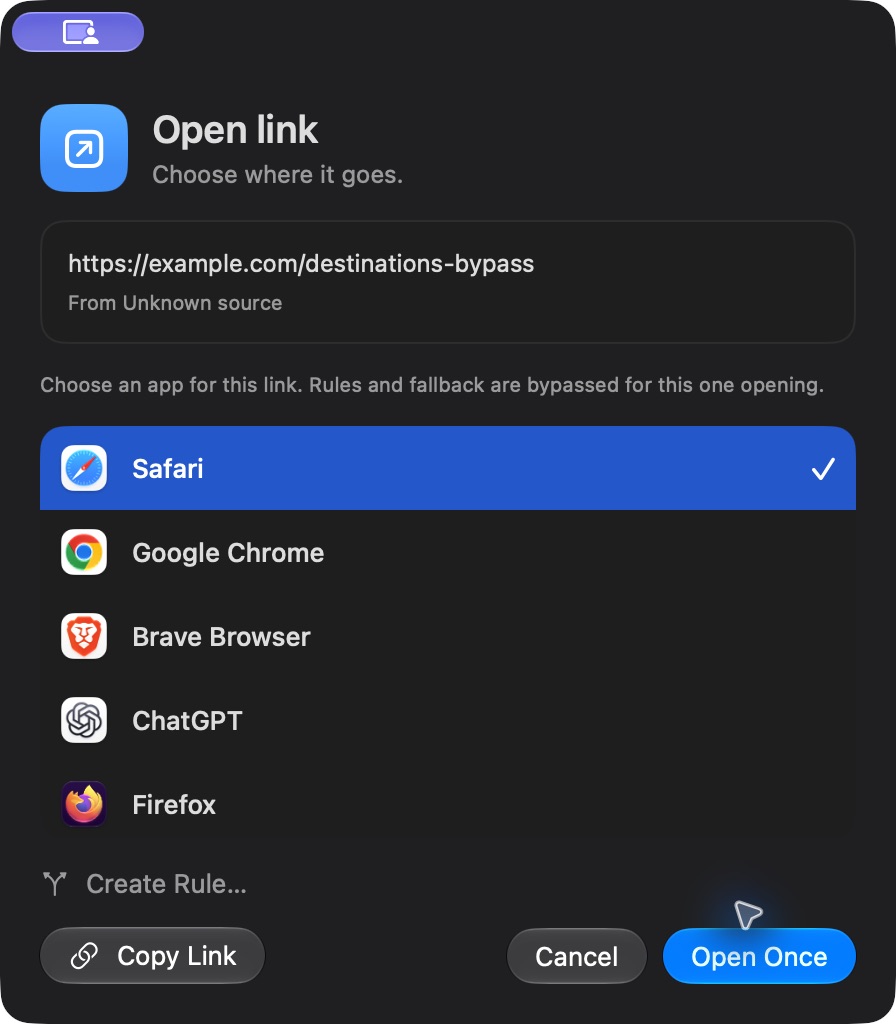 Open link
Choose where it goes.
https://example.com/destinations-bypass
From Unknown source
Choose an app for this link. Rules and fallback are bypassed for this one opening.
Safari
Google Chrome
Brave Browser
ChatGPT
Firefox
Create Rule...
Copy Link
Cancel
Open Once